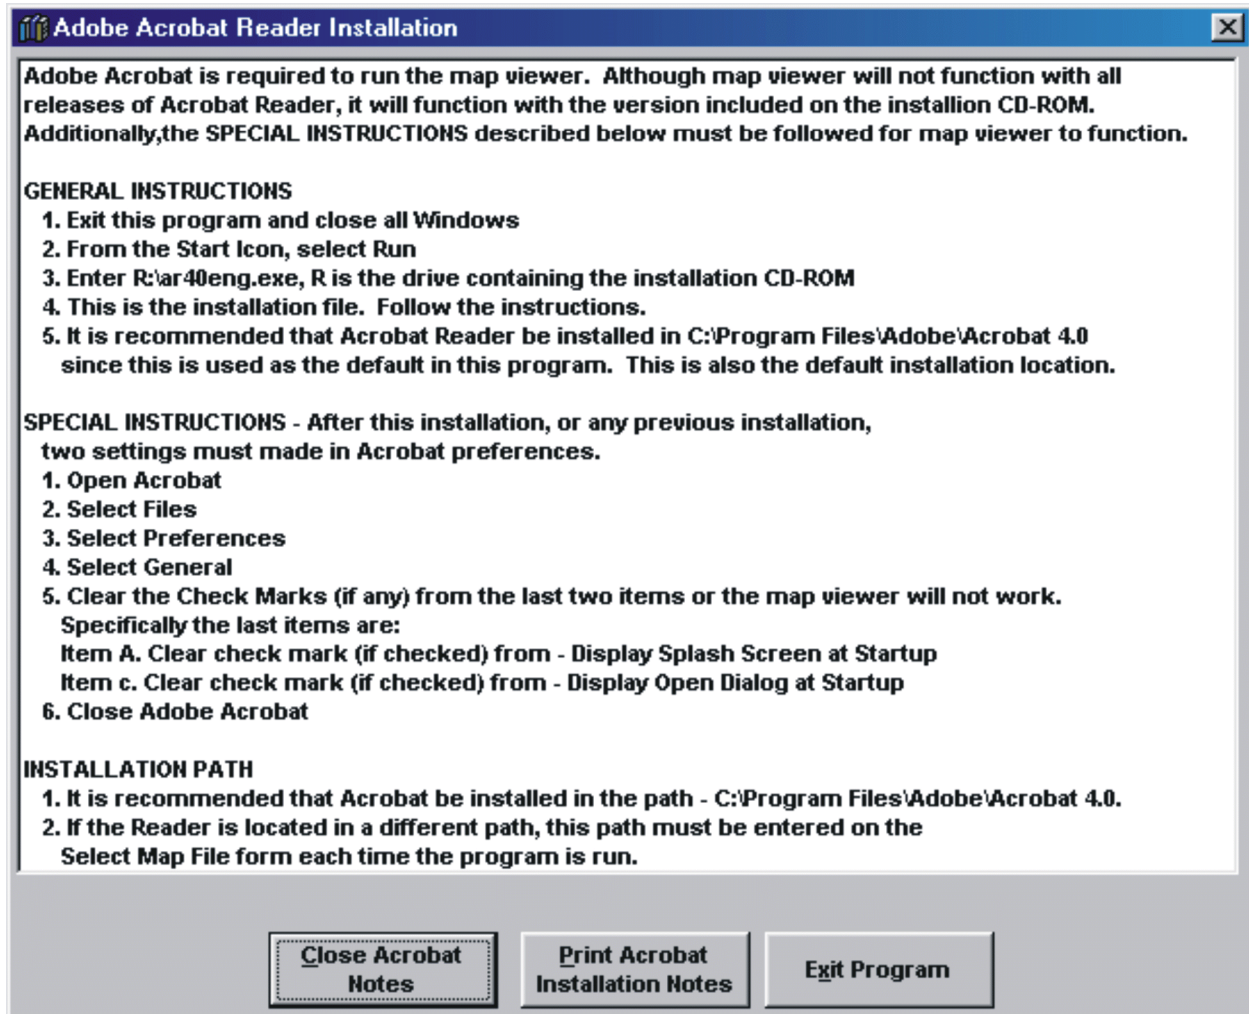 Adobe Acrobat Reader Installation
Adobe Acrobat is required to run the map viewer.  Although map viewer will not function with all
releases of Acrobat Reader, it will function with the version included on the installion CD-ROM.
Additionally,the SPECIAL INSTRUCTIONS described below must be followed for map viewer to function.
GENERAL INSTRUCTIONS
1. Exit this program and close all Windows
2. From the Start Icon, select Run
3. Enter R:\ar40eng.exe, R is the drive containing the installation CD-ROM
4. This is the installation file.  Follow the instructions.
5. It is recommended that Acrobat Reader be installed in C:\Program Files\Adobe\Acrobat 4.0
since this is used as the default in this program.  This is also the default installation location.
SPECIAL INSTRUCTIONS - After this installation, or any previous installation,
two settings must made in Acrobat preferences.
1. Open Acrobat
2. Select Files
3. Select Preferences
4. Select General
5. Clear the Check Marks (if any) from the last two items or the map viewer will not work.
Specifically the last items are:
Item A. Clear check mark (if checked) from - Display Splash Screen at Startup
Item c. Clear check mark (if checked) from - Display Open Dialog at Startup
6. Close Adobe Acrobat
INSTALLATION PATH
1. It is recommended that Acrobat be installed in the path - C:\Program Files\Adobe\Acrobat 4.0.
2. If the Reader is located in a different path, this path must be entered on the
Select Map File form each time the program is run.
Close Acrobat
Notes
Print Acrobat
Installation Notes
Exit Program